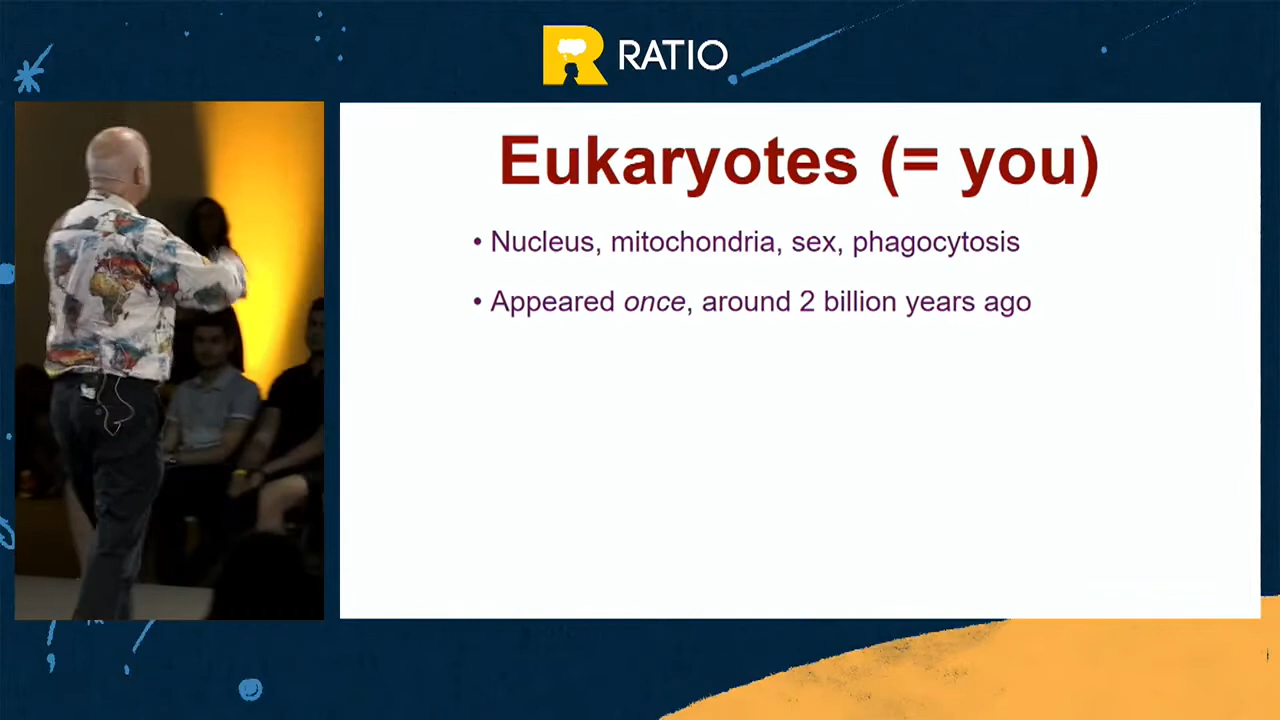 RATIO
Eukaryotes (= you)
• Nucleus, mitochondria, sex, phagocytosis
• Appeared once, around 2 billion years ago